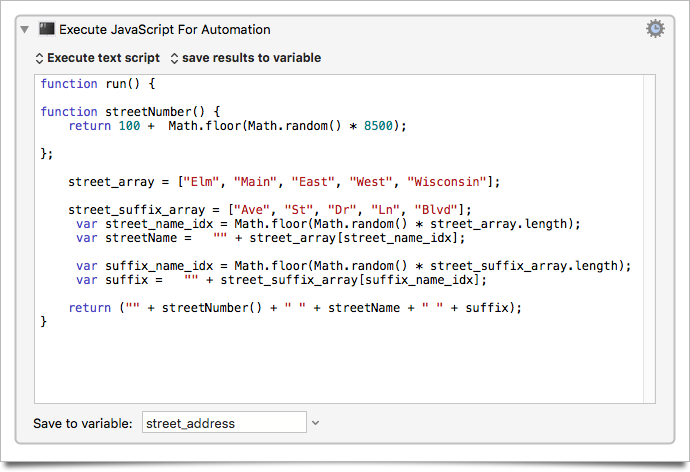 Execute JavaScript For Automation
Execute text script save results to variable
function run() {
function streetNumber() {
return 100 +  Math.floor(Math.random() * 8500);
};
street_array = ["Elm", "Main", "East", "West", "Wisconsin"];
street_suffix_array = ["Ave", "St", "Dr", "Ln", "Blvd"];
var street_name_idx = Math.floor(Math.random() * street_array.length);
var streetName =   "" + street_array[street_name_idx];
var suffix_name_idx = Math.floor(Math.random() * street_suffix_array.length);
var suffix =   "" + street_suffix_array[suffix_name_idx];
return ("" + streetNumber() + " " + streetName + " " + suffix);
}
Save to variable: street_address